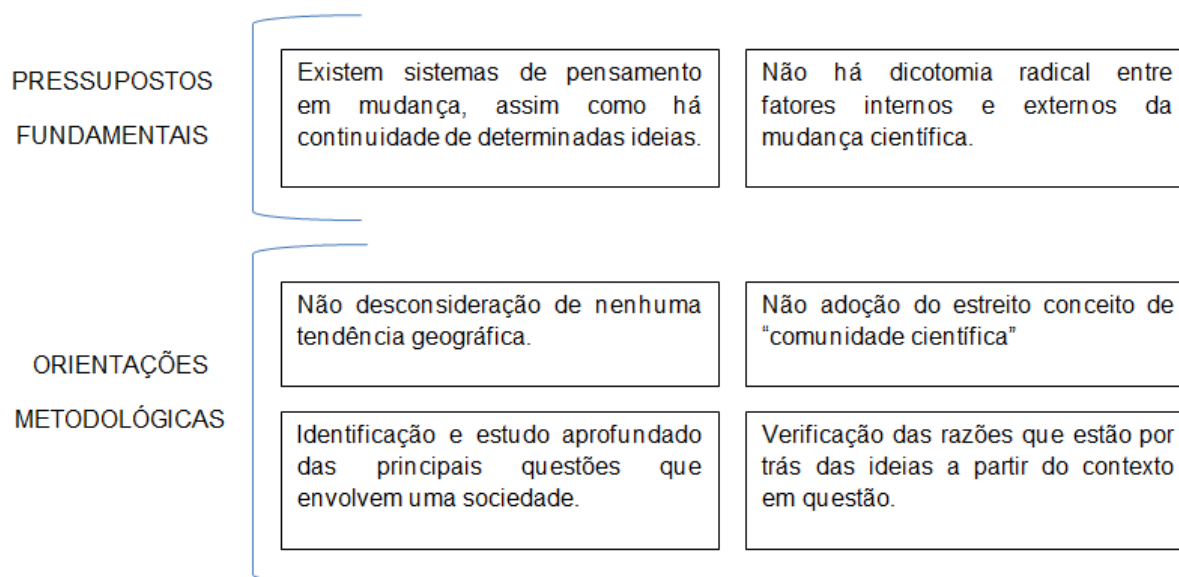 PRESSUPOSTOS
FUNDAMENTAIS
Existem sistemas de pensamento
em mudança, assim como há
continuidade de determinadas ideias.
Não há dicotomia radical entre
fatores internos e externos da
mudança científica.
ORIENTAÇÕES
METODOLÓGICAS
Não desconsideração de nenhuma
tendência geográfica.
Não adoção do estreito conceito de
“comunidade científica”
Identificação e estudo aprofundado
das principais questões que
envolvem uma sociedade.
Verificação das razões que estão por
trás das ideias a partir do contexto
em questão.